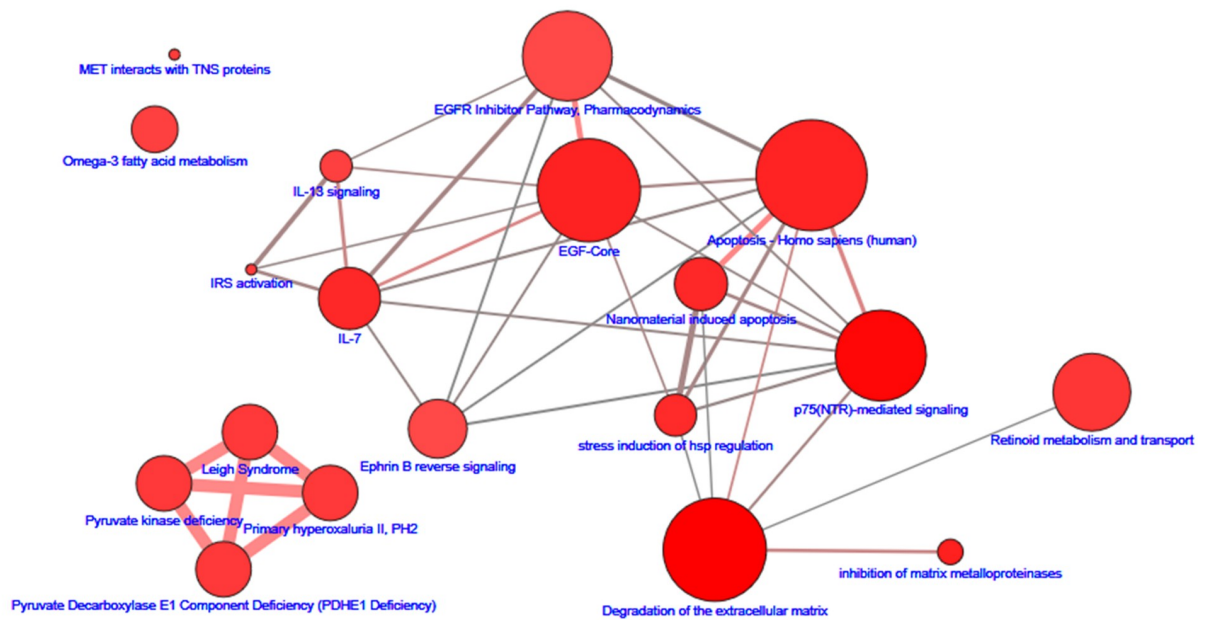 MET interacts with TNS proteins
EGFR Inhibitor Pathway, Pharmacodynamics
Omega-3 fatty acid metabolism
IL-13 signaling
Apoptosis - Homo sapiens (human)
EGF-Core
IRS activation
Nanomaterial induced apoptosis
IL-7
p75(NTR)-mediated signaling
Retinoid metabolism and transport
stress induction of hsp regulation
Ephrin B reverse signaling
Leigh Syndrome
Pyruvate kinase deficiency
Primary hyperoxaluria II, PH2
inhibition of matrix metalloproteinases
Pyruvate Decarboxylase E1 Component Deficiency (PDHE1 Deficiency)
Degradation of the extracellular matrix